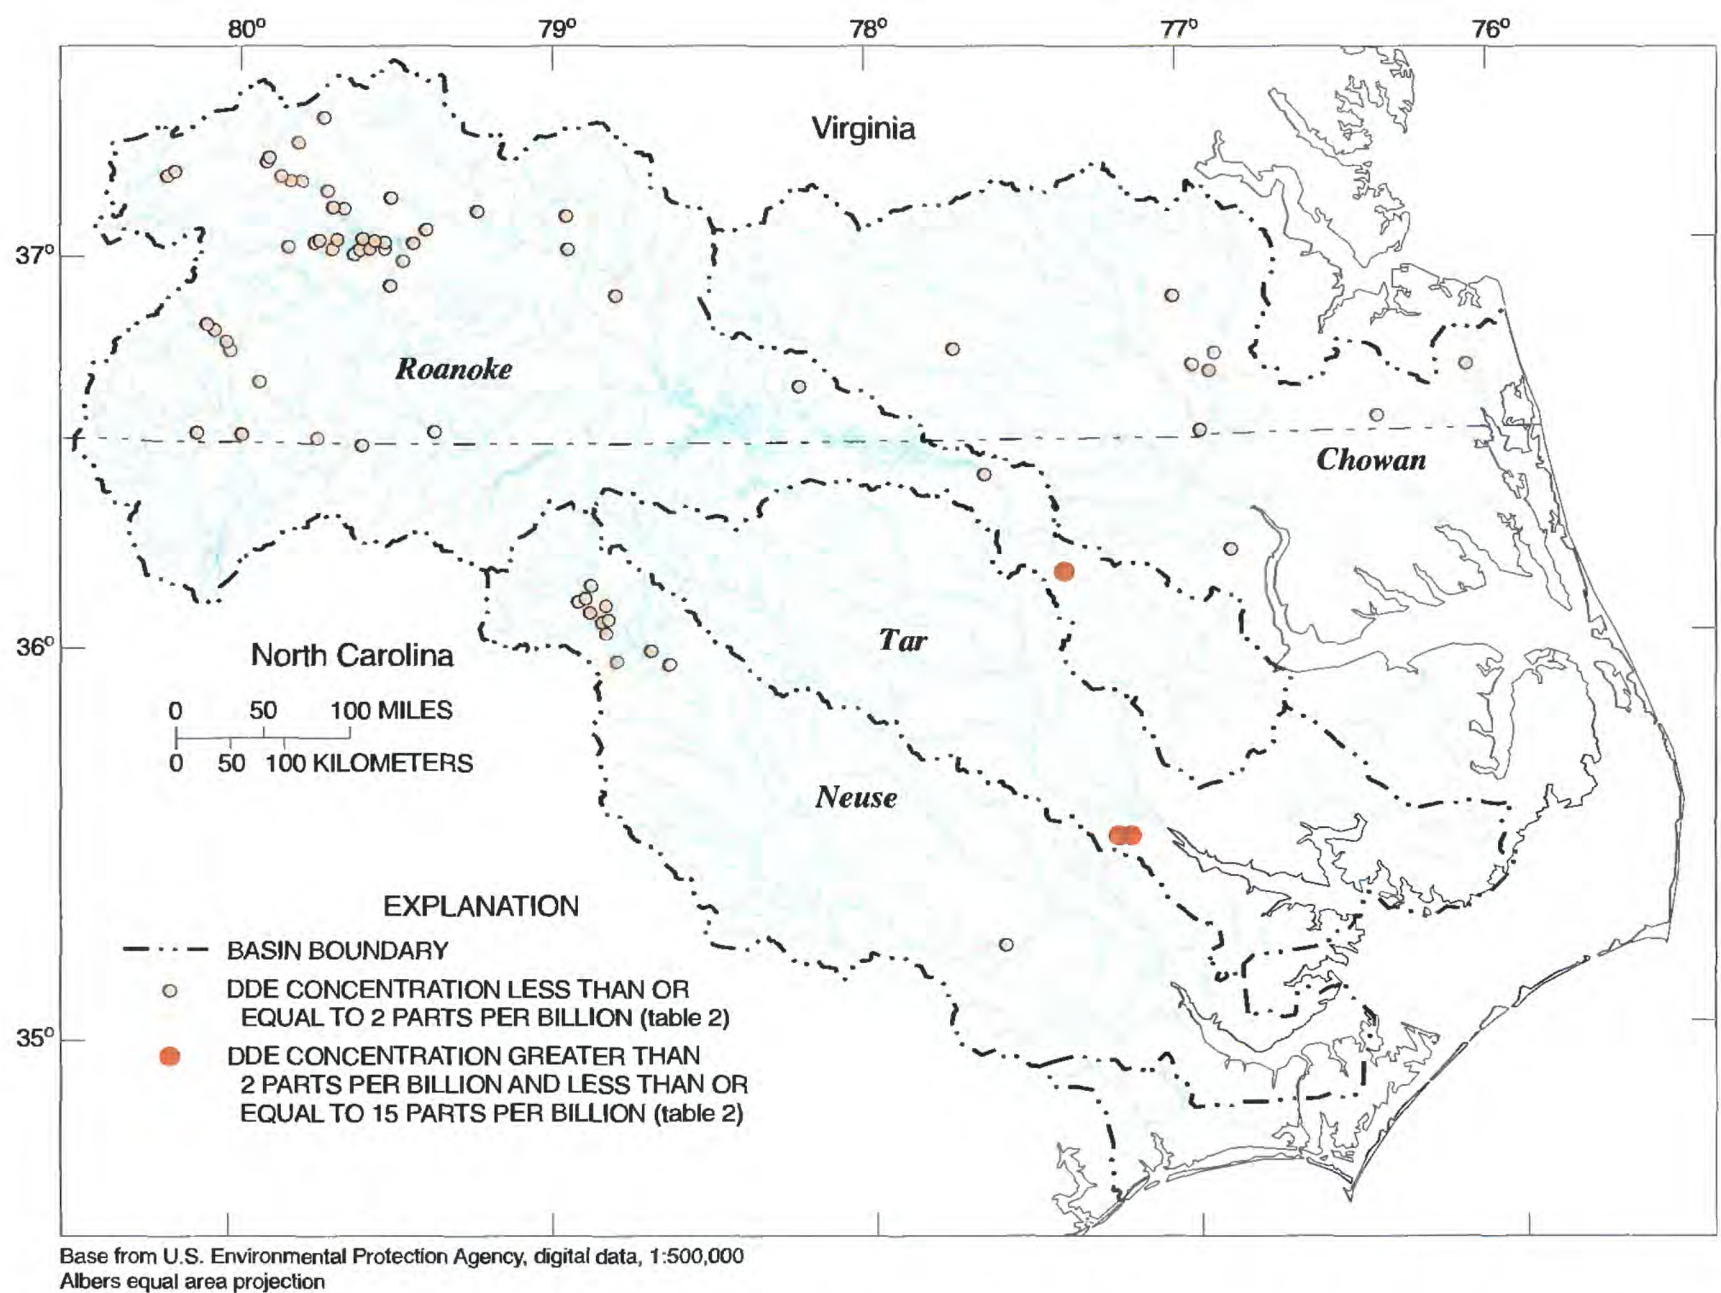 80° 79° 78° 77° 76°
Virginia
37°
Roanoke
Chowan
36°
North Carolina
Tar
0 50 100 MILES
0 50 100 KILOMETERS
Neuse
EXPLANATION
BASIN BOUNDARY
DDE CONCENTRATION LESS THAN OR
EQUAL TO 2 PARTS PER BILLION (table 2)
35°
DDE CONCENTRATION GREATER THAN
2 PARTS PER BILLION AND LESS THAN OR
EQUAL TO 15 PARTS PER BILLION (table 2)
Base from U.S. Environmental Protection Agency, digital data, 1:500,000
Albers equal area projection